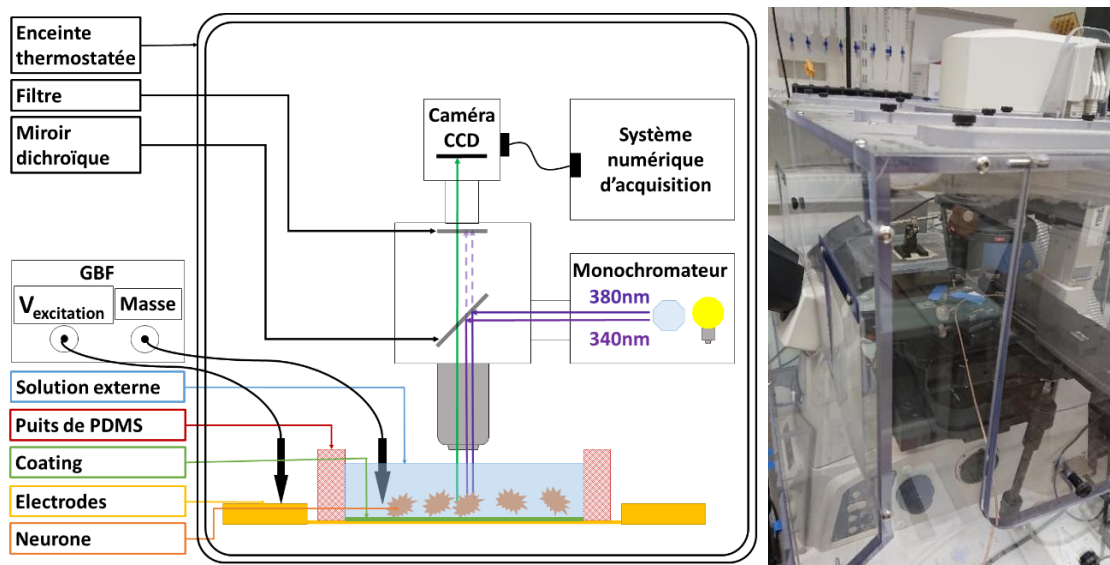 Enceinte
thermostatée
Filtre
Miroir
dichroïque
Caméra
CCD
Système
numérique
d'acquisition
GBF
Vexcitation
Masse
Monochromateur
380nm
340nm
Solution externe
Puits de PDMS
Coating
Electrodes
Neurone